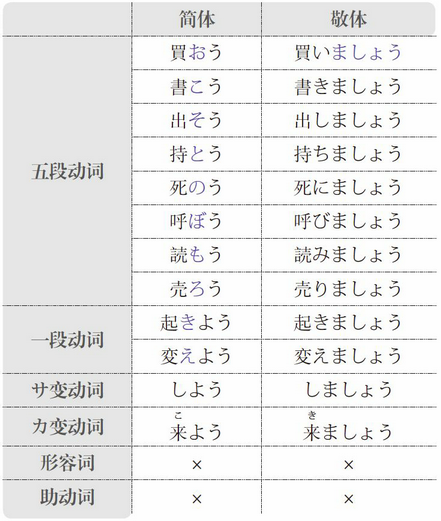 简体 敬体
五段动词 買おう 買いましょう
書こう 書きましょう
出そう 出しましょう
持とう 持ちましょう
死のう 死にましょう
呼ぼう 呼びましょう
読もう 読みましょう
売ろう 売りましょう
一段动词 起きよう 起きましょう
変えよう 変えましょう
サ变动词 しよう しましょう
こ き
カ变动词 来よう 来ましょう
形容词 × ×
助动词 × ×